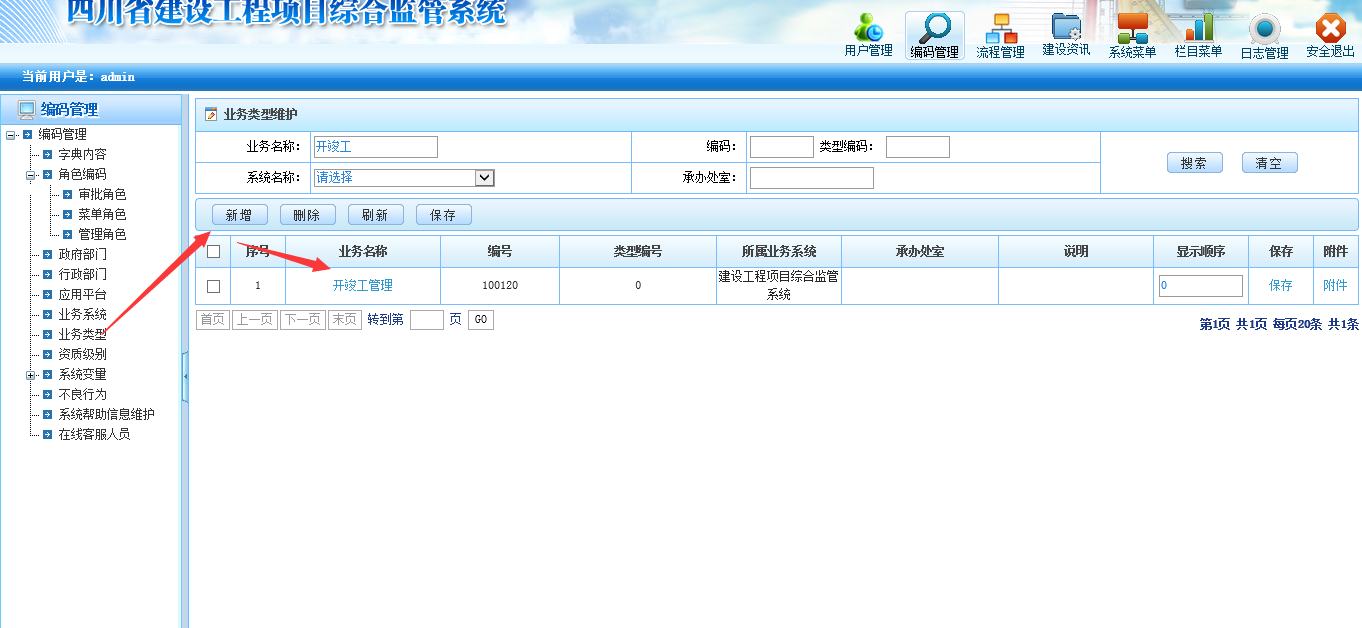 四川省建设工程项目综合监管系统
用户管理 编码管理 流程管理 建设资讯 系统菜单 栏目菜单 日志管理 安全退出
当前用户是：admin
编码管理
编码管理
字典内容
角色编码
审批角色
菜单角色
管理角色
政府部门
行政部门
应用平台
业务系统
业务类型
资质级别
系统变量
不良行为
系统帮助信息维护
在线客服人员
业务类型维护
业务名称： 开竣工 编码： 类型编码：
系统名称： 请选择 承办处室：
搜索 清空
新增 删除 刷新 保存
序号 业务名称 编号 类型编号 所属业务系统 承办处室 说明 显示顺序 保存 附件
1 开竣工管理 100120 0 建设工程项目综合监管 0 保存 附件
系统
首页 上一页 下一页 末页 转到第 页 GO
第1页 共1页 每页20条 共1条